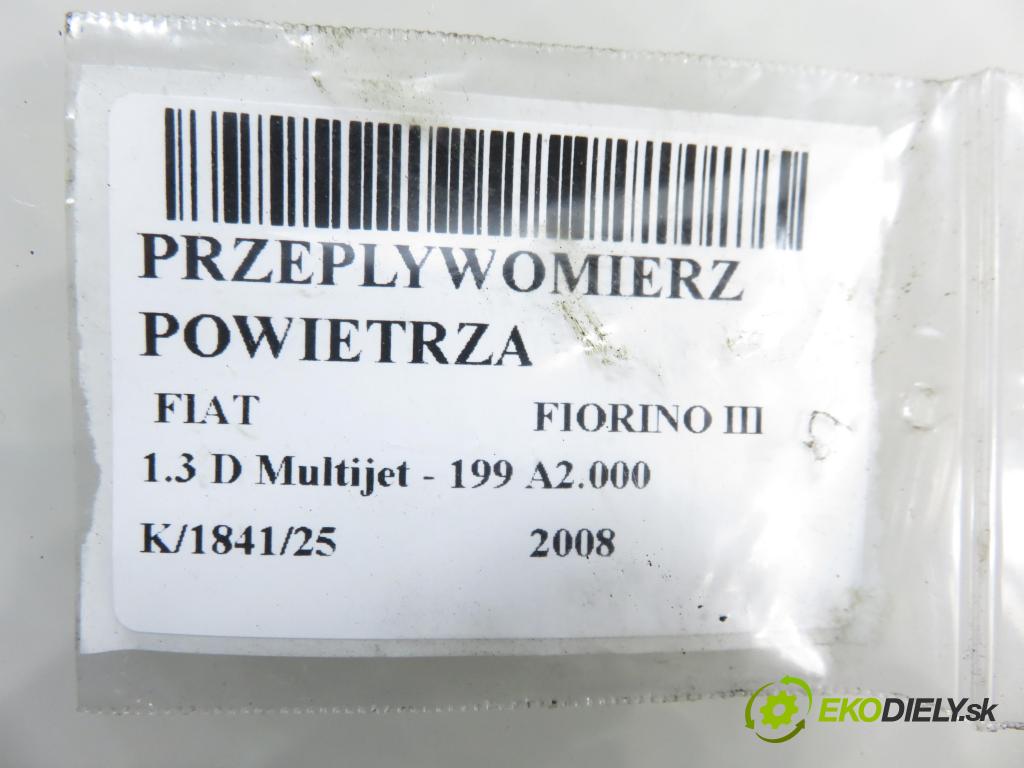 PRZEPLYWOMIERZ
POWIETRZA
FIAT FIORINO III
1.3 D Multijet - 199 A2.000
K/1841/25 2008
EKODIELY.sk